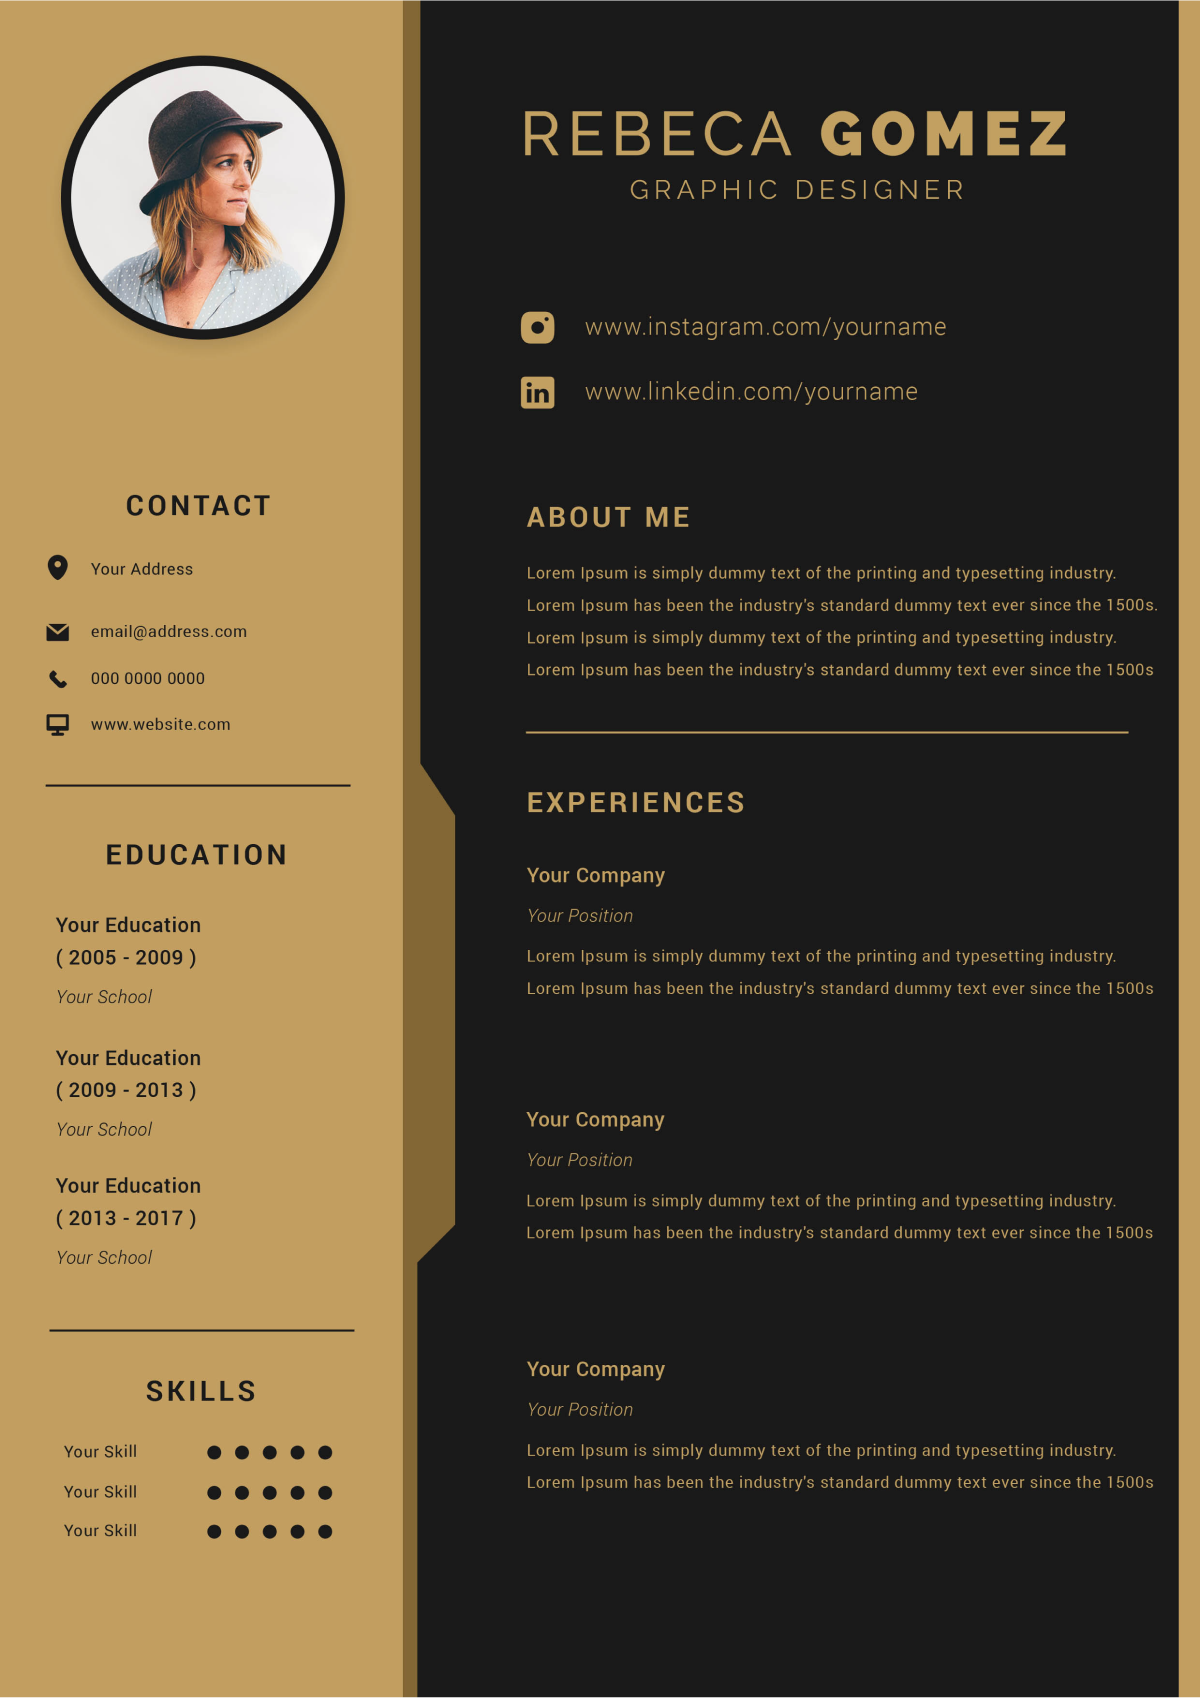 REBECA GOMEZ
GRAPHIC DESIGNER
www.instagram.com/yourname
in www.linkedin.com/yourname
CONTACT
Your Address
email@address.com
000 0000 0000
www.website.com
EDUCATION
Your Education
( 2005 - 2009 )
Your School
Your Education
( 2009 - 2013 )
Your School
Your Education
( 2013 - 2017 )
Your School
SKILLS
Your Skill
Your Skill
Your Skill
ABOUT ME
Lorem Ipsum is simply dummy text of the printing and typesetting industry.
Lorem Ipsum has been the industry's standard dummy text ever since the 1500s.
Lorem Ipsum is simply dummy text of the printing and typesetting industry.
Lorem Ipsum has been the industry's standard dummy text ever since the 1500s
EXPERIENCES
Your Company
Your Position
Lorem Ipsum is simply dummy text of the printing and typesetting industry.
Lorem Ipsum has been the industry's standard dummy text ever since the 1500s
Your Company
Your Position
Lorem Ipsum is simply dummy text of the printing and typesetting industry.
Lorem Ipsum has been the industry's standard dummy text ever since the 1500s
Your Company
Your Position
Lorem Ipsum is simply dummy text of the printing and typesetting industry.
Lorem Ipsum has been the industry's standard dummy text ever since the 1500s